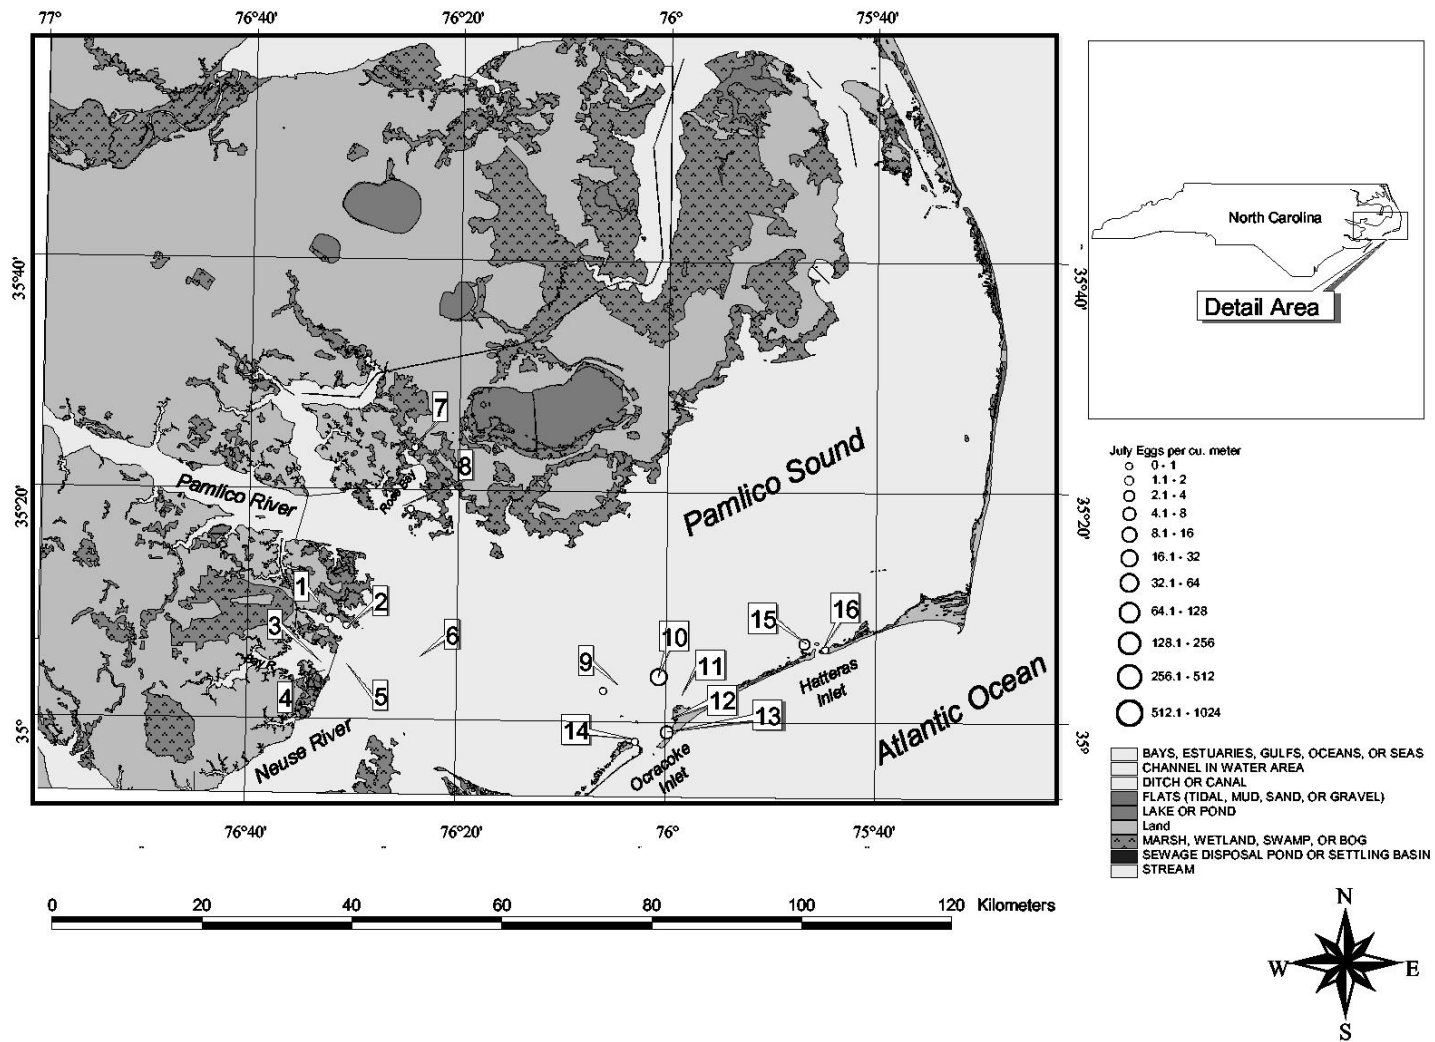 77°
76°40'
76°20'
76°
75°40'
35°40'
35°40'
North Carolina
Detail Area
7
8
Rose Bay
Pamlico Sound
Pamlico River
35°20'
35°20'
1
2
3
6
15
16
10
9
11
Bay R.
Hatteras
Inlet
4
5
12
13
14
Atlantic Ocean
Neuse River
Ocracoke
Inlet
35°
35°
76°40'
76°20'
76°
75°40'
July Eggs per cu. meter
0 - 1
1.1 - 2
2.1 - 4
4.1 - 8
8.1 - 16
16.1 - 32
32.1 - 64
64.1 - 128
128.1 - 256
256.1 - 512
512.1 - 1024
BAYS, ESTUARIES, GULFS, OCEANS, OR SEAS
CHANNEL IN WATER AREA
DITCH OR CANAL
FLATS (TIDAL, MUD, SAND, OR GRAVEL)
LAKE OR POND
Land
MARSH, WETLAND, SWAMP, OR BOG
SEWAGE DISPOSAL POND OR SETTLING BASIN
STREAM
0 20 40 60 80 100 120 Kilometers
N
W E
S